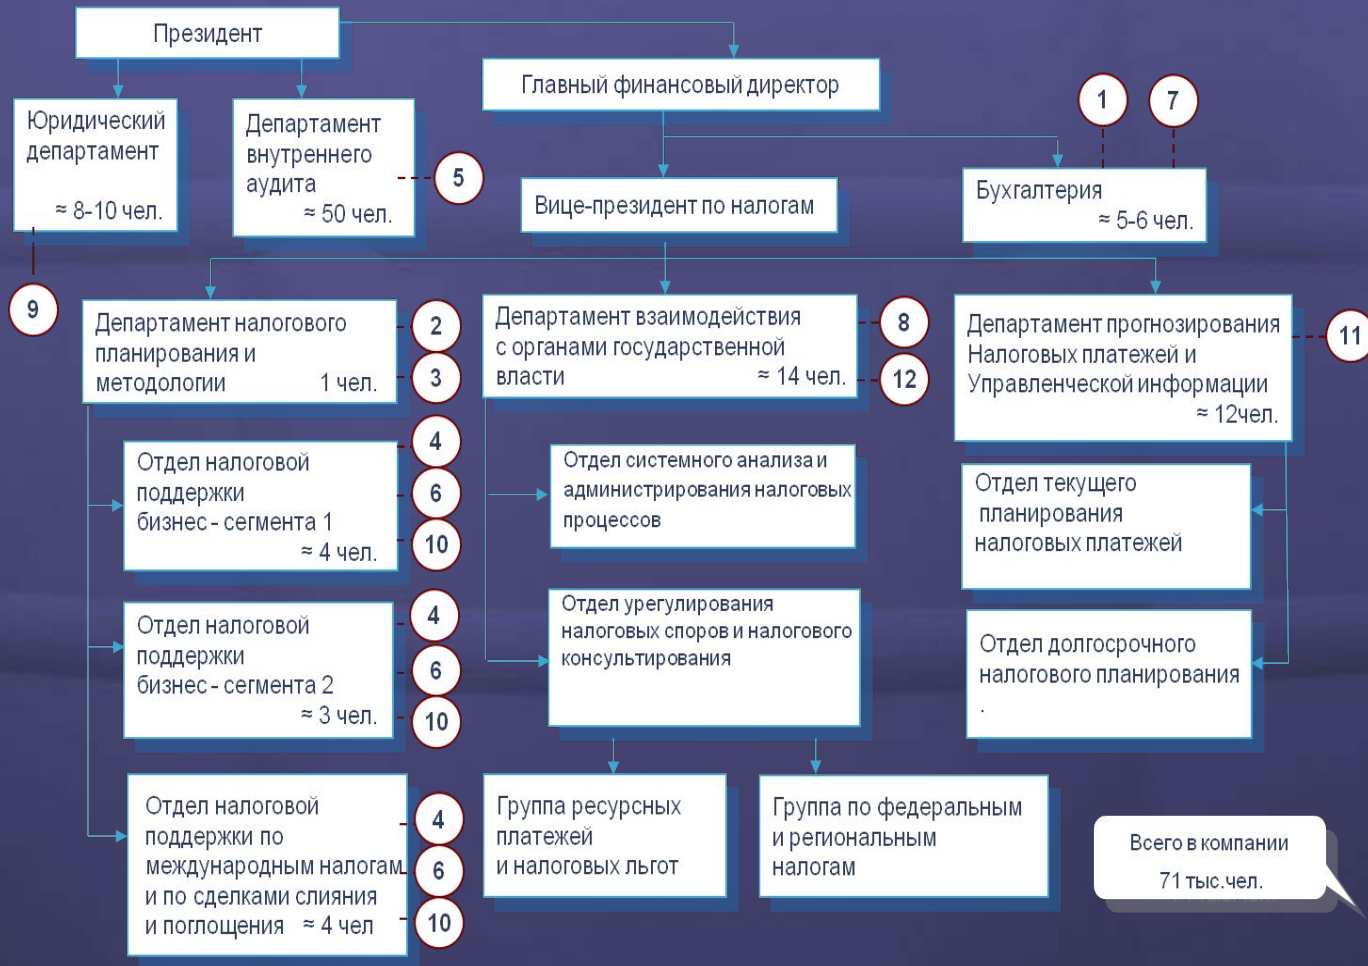 Президент
Главный финансовый директор
1
7
Юридический
департамент
≈ 8-10 чел.
Департамент
внутреннего
аудита
≈ 50 чел.
5
Вице-президент по налогам
Бухгалтерия
≈ 5-6 чел.
9
Департамент налогового
планирования и
методологии 1 чел.
2
3
Департамент взаимодействия
с органами государственной
власти ≈ 14 чел.
8
12
Департамент прогнозирования
Налоговых платежей и
Управленческой информации
≈ 12чел.
11
Отдел налоговой
поддержки
бизнес - сегмента 1
≈ 4 чел.
4
6
10
Отдел системного анализа и
администрирования налоговых
процессов
Отдел текущего
планирования
налоговых платежей
Отдел налоговой
поддержки
бизнес - сегмента 2
≈ 3 чел.
4
6
10
Отдел урегулирования
налоговых споров и налогового
консультирования
Отдел долгосрочного
налогового планирования
.
Отдел налоговой
поддержки по
международным налогам
и по сделками слияния
и поглощения ≈ 4 чел
4
6
10
Группа ресурсных
платежей
и налоговых льгот
Группа по федеральным
и региональным
налогам
Всего в компании
71 тыс.чел.